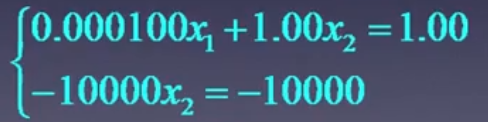 0.000100x₁ + 1.00x₂ = 1.00
−10000x₂ = −10000